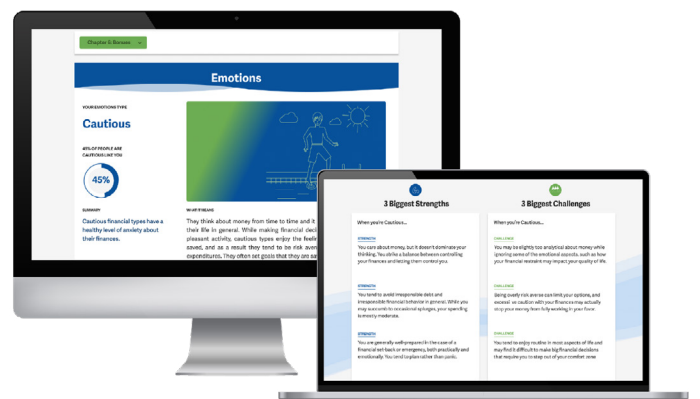 Emotions
YOUR EMOTIONS TYPE
Cautious
45% OF PEOPLE ARE
CAUTIOUS LIKE YOU
45%
SUMMARY
Cautious financial types have a
healthy level of anxiety about
their finances.
WHAT IT MEANS
They think about money from time to time and it
their life in general. While making financial deci
pleasant activity, cautious types enjoy the feelin
saved, and as a result they tend to be risk aver
expenditures. They often set goals that they are sa
3 Biggest Strengths
When you're Cautious...
STRENGTH
You care about money, but it doesn't dominate your
thinking. You strike a balance between controlling
your finances and letting them control you.
STRENGTH
You tend to avoid irresponsible debt and
irresponsible financial behavior in general. While you
may succumb to occasional splurges, your spending
is mostly moderate.
STRENGTH
You are generally well-prepared in the case of a
financial set-back or emergency, both practically and
emotionally. You tend to plan rather than panic.
3 Biggest Challenges
When you're Cautious...
CHALLENGE
You may be slightly too analytical about money while
ignoring some of the emotional aspects, such as how
your financial restraint may impact your quality of life.
CHALLENGE
Being overly risk averse can limit your options, and
excessive caution with your finances may actually
stop your money from fully working in your favor.
CHALLENGE
You tend to enjoy routine in most aspects of life and
may find it difficult to make big financial decisions
that require you to step out of your comfort zone